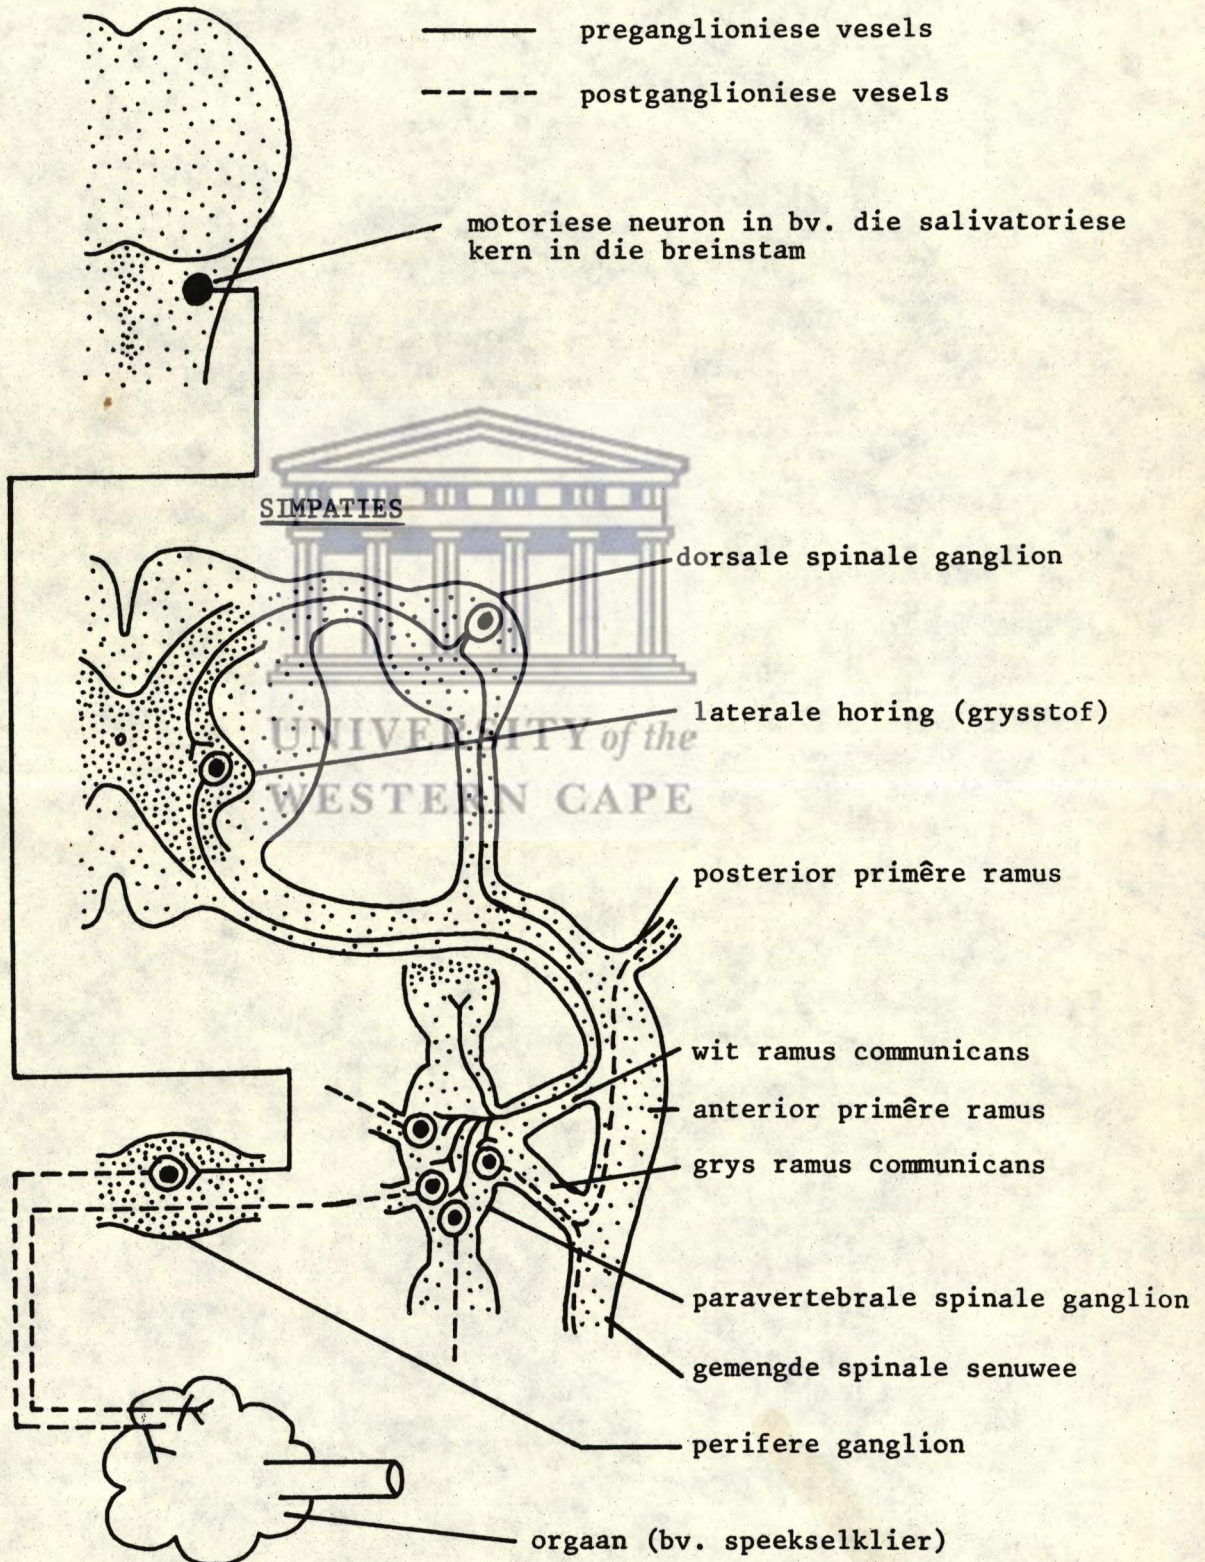 preganglioniese vesels
postganglioniese vesels
motoriese neuron in bv. die salivatoriese
kern in die breinstam
SIMPATIES
dorsale spinale ganglion
laterale horing (grysstof)
UNIVERSITY of the
WESTERN CAPE
posterior primêre ramus
wit ramus communicans
anterior primêre ramus
grys ramus communicans
paravertebrale spinale ganglion
gemengde spinale senuwee
perifere ganglion
orgaan (bv. speekselklier)